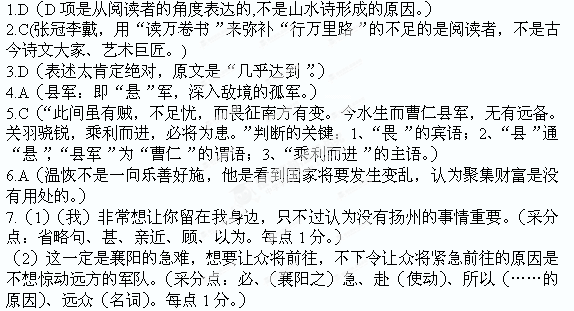 1.D（D 项是从阅读者的角度表达的,不是山水诗形成的原因。）
2.C(张冠李戴，用“读万卷书”来弥补“行万里路”的不足的是阅读者，不是古
今诗文大家、艺术巨匠。)
3.D（表述太肯定绝对，原文是“几乎达到”。）
4.A（县军：即“悬”军，深入敌境的孤军。）
5.C（“此间虽有贼，不足忧，而畏征南方有变。今水生而曹仁县军，无有远备。
关羽骁锐，乘利而进，必将为患。”判断的关键：1、“畏”的宾语；2、“县”通
“悬”，“县军”为“曹仁”的谓语；3、“乘利而进”的主语。）
6.A（温恢不是一向乐善好施，他是看到国家将要发生变乱，认为聚集财富是没
有用处的。）
7.（1）（我）非常想让你留在我身边，只不过认为没有扬州的事情重要。（采分
点：省略句、甚、亲近、顾、以为。每点 1 分。）
（2）这一定是襄阳的急难，想要让众将前往，不下令让众将紧急前往的原因是
不想惊动远方的军队。（采分点：必、（襄阳之）急、赴（使动）、所以（……的
原因）、远众（名词）。每点 1 分。）